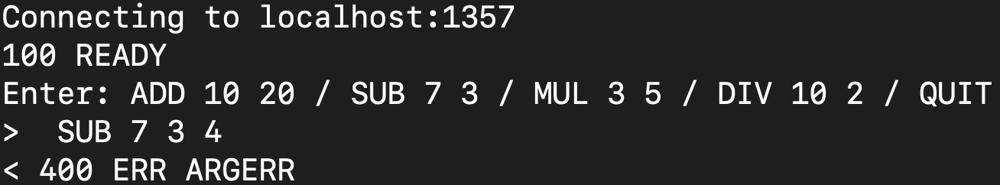 Connecting to localhost:1357
100 READY
Enter: ADD 10 20 / SUB 7 3 / MUL 3 5 / DIV 10 2 / QUIT
>  SUB 7 3 4
< 400 ERR ARGERR